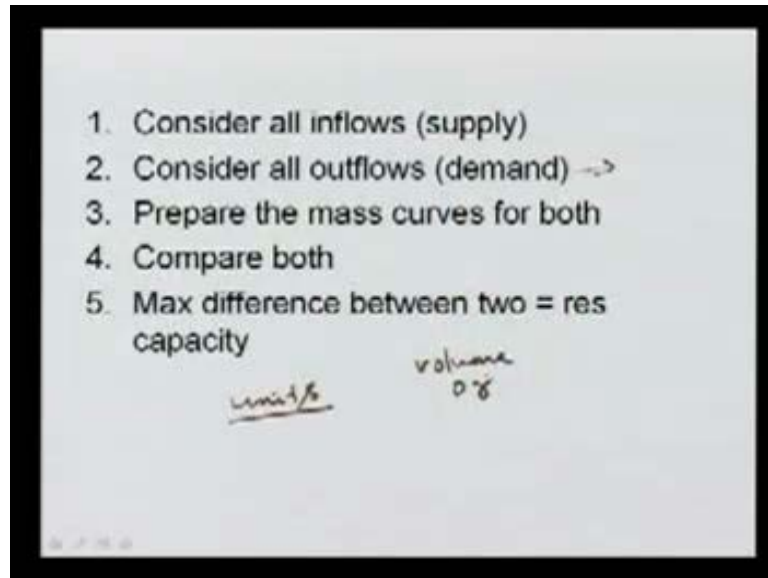 1. Consider all inflows (supply)
2. Consider all outflows (demand) -->
3. Prepare the mass curves for both
4. Compare both
5. Max difference between two = res
capacity
volume
units
or